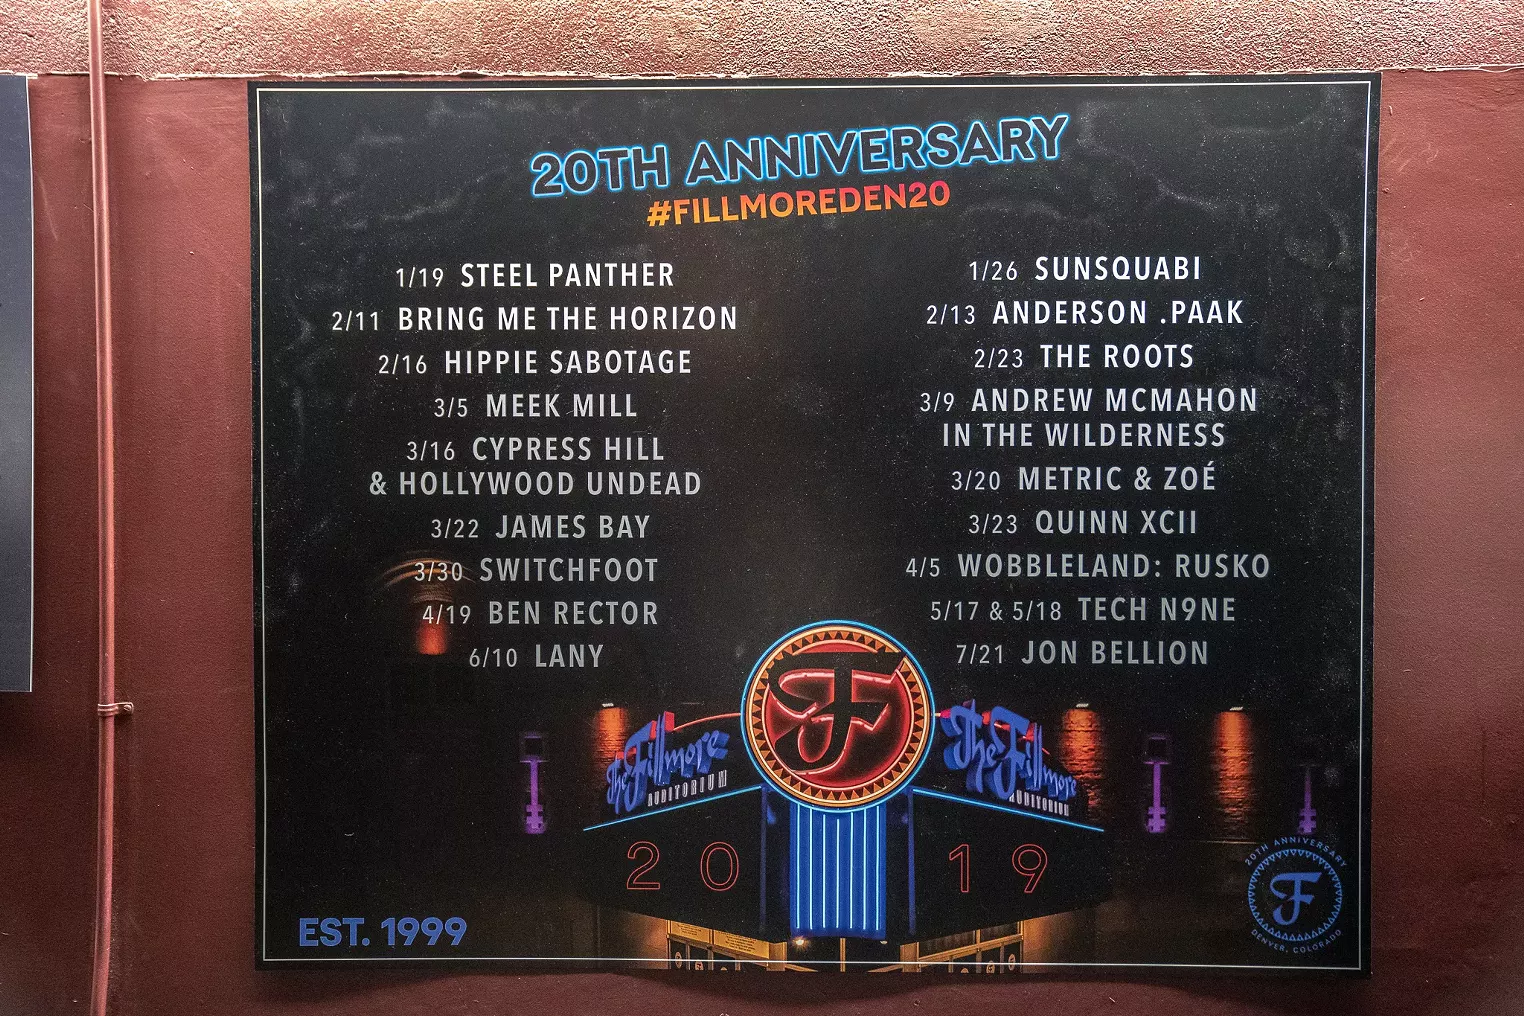 20TH ANNIVERSARY
#FILLMOREDEN20
1/19 STEEL PANTHER
2/11 BRING ME THE HORIZON
2/16 HIPPIE SABOTAGE
3/5 MEEK MILL
3/16 CYPRESS HILL
& HOLLYWOOD UNDEAD
3/22 JAMES BAY
3/30 SWITCHFOOT
4/19 BEN RECTOR
6/10 LANY
1/26 SUNSQUABI
2/13 ANDERSON .PAAK
2/23 THE ROOTS
3/9 ANDREW MCMAHON
IN THE WILDERNESS
3/20 METRIC & ZOÉ
3/23 QUINN XCII
4/5 WOBBLELAND: RUSKO
5/17 & 5/18 TECH N9NE
7/21 JON BELLION
F
The Fillmore
AUDITORIUM
The Fillmore
AUDITORIUM
2019
EST. 1999
20TH ANNIVERSARY
F
DENVER, COLORADO